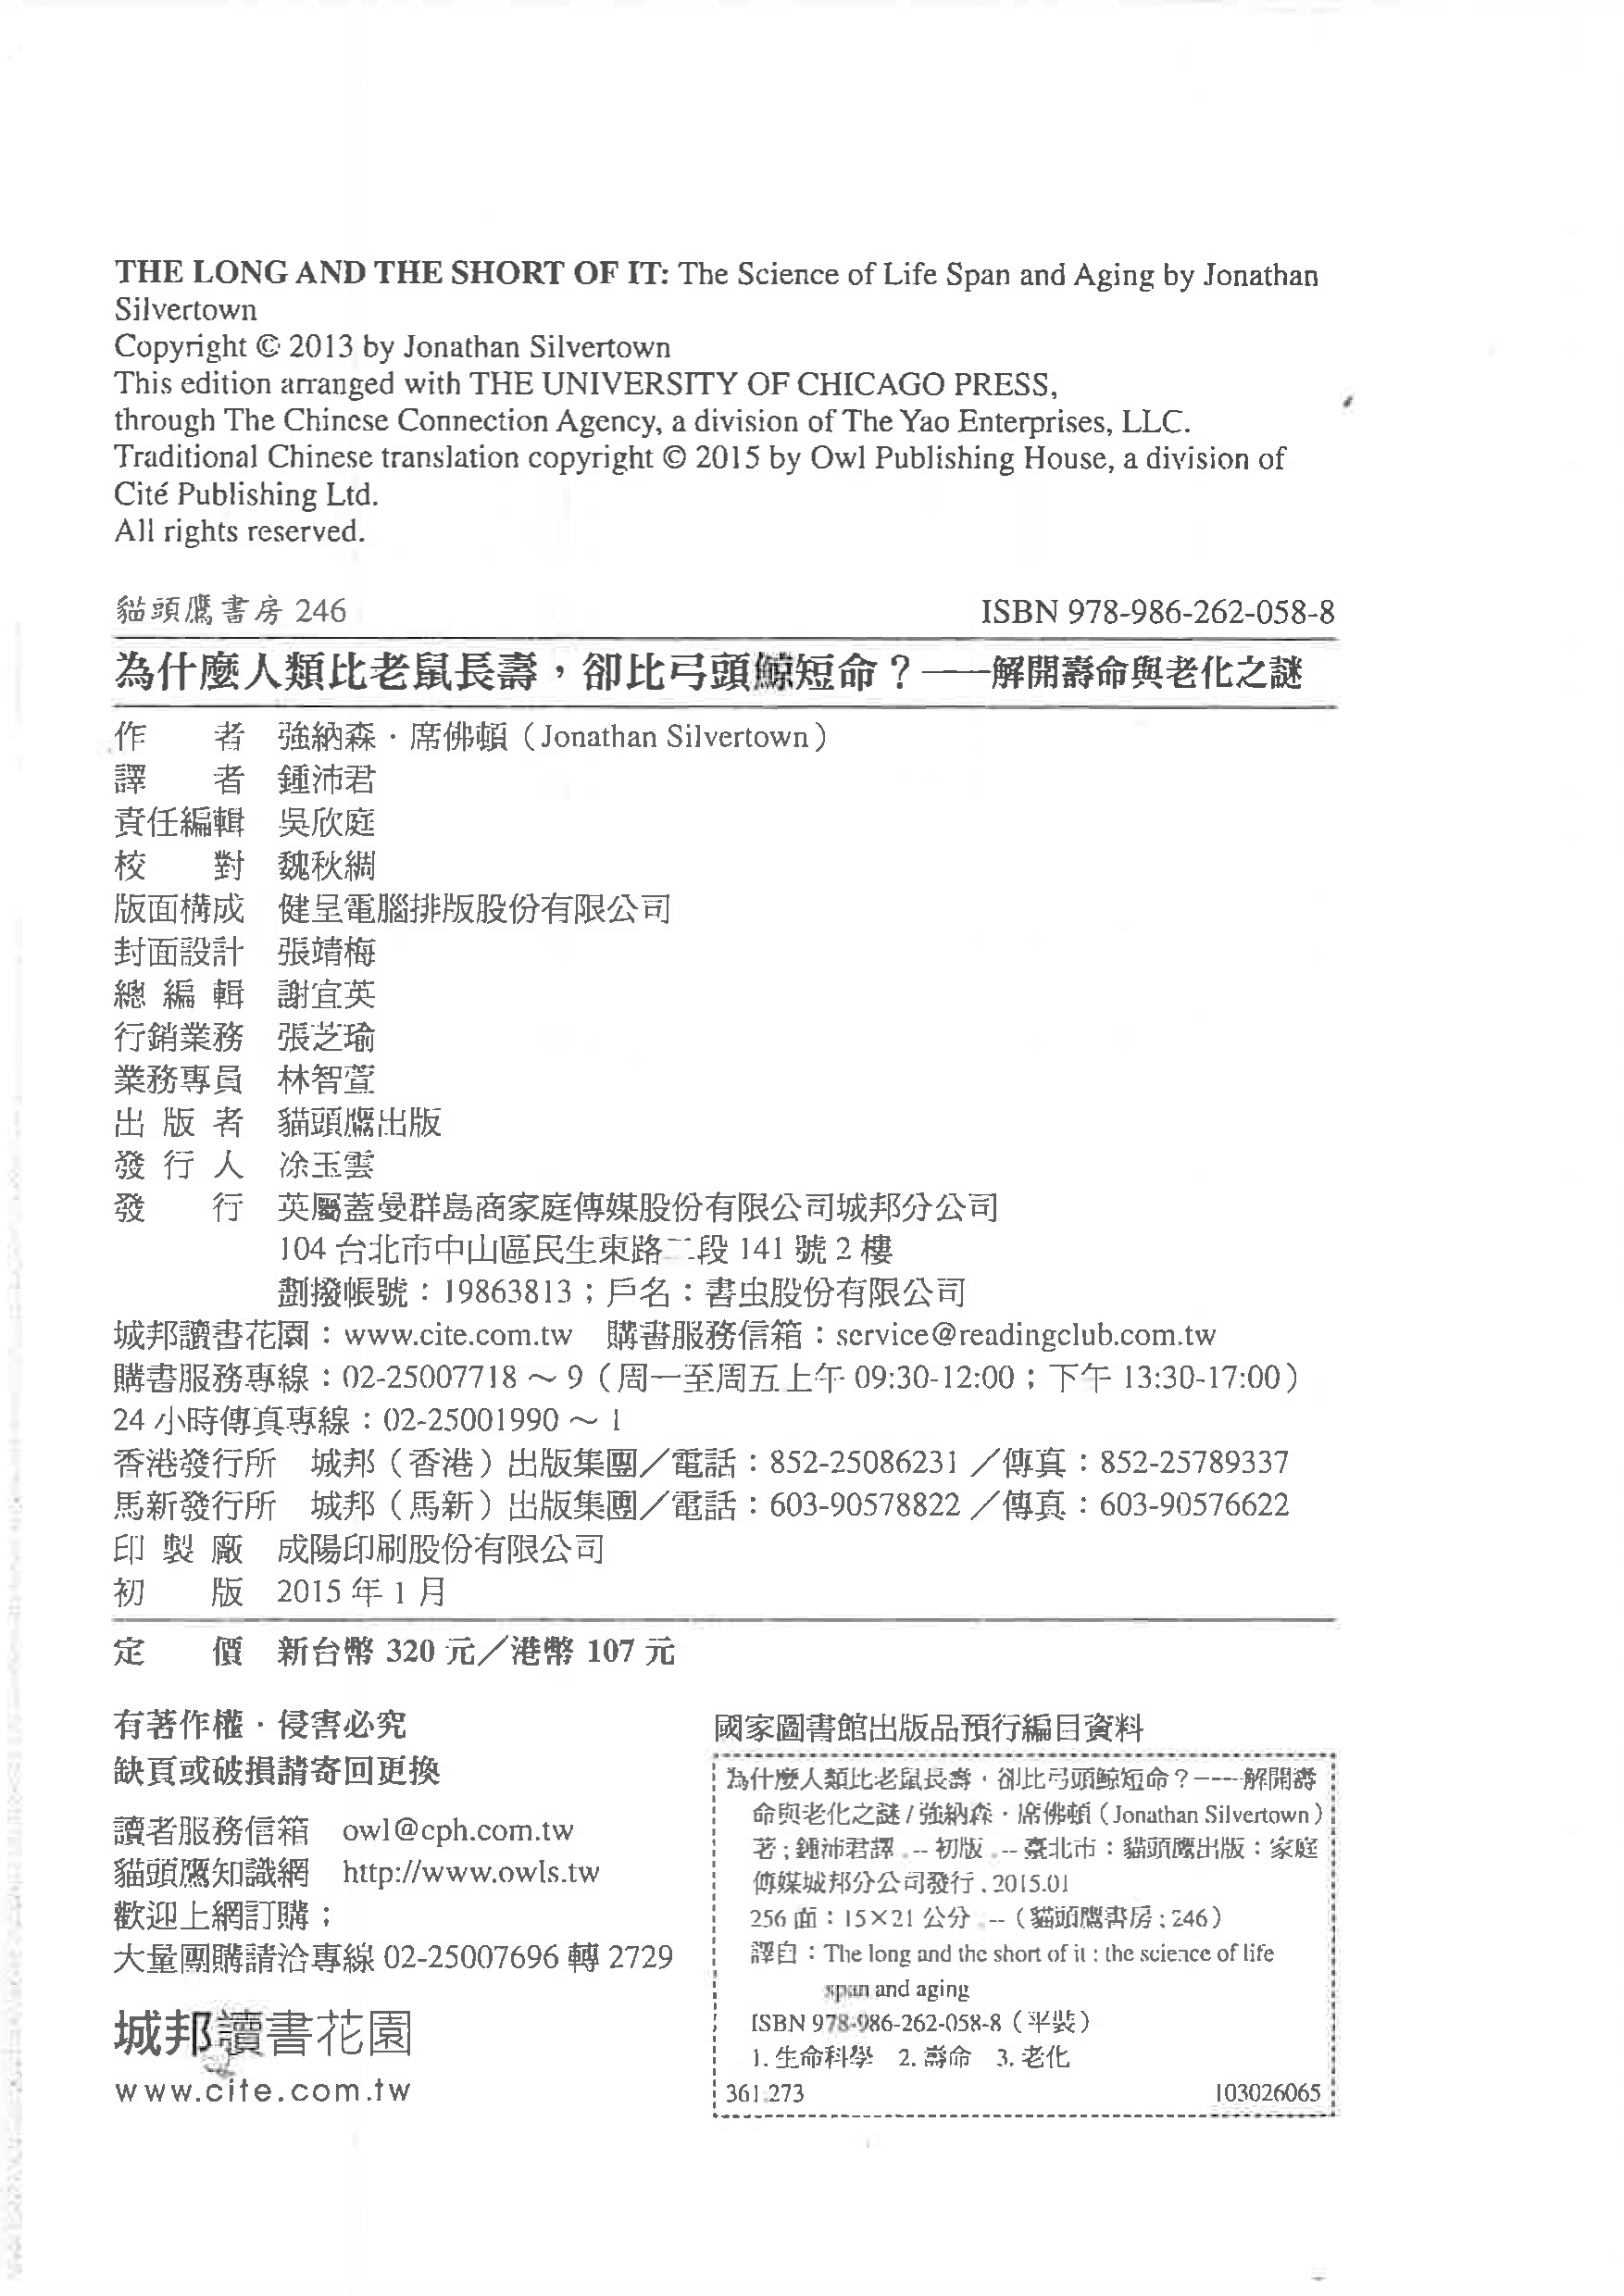 THE LONG AND THE SHORT OF IT: The Science of Life Span and Aging by Jonathan
Silvertown
Copyright © 2013 by Jonathan Silvertown
This edition arranged with THE UNIVERSITY OF CHICAGO PRESS,
through The Chinese Connection Agency, a division of The Yao Enterprises, LLC.
Traditional Chinese translation copyright © 2015 by Owl Publishing House, a division of
Cité Publishing Ltd.
All rights reserved.
貓頭鷹書房 246 ISBN 978-986-262-058-8
為什麼人類比老鼠長壽，卻比弓頭鯨短命？——解開壽命與老化之謎
作 者 強納森．席佛頓（Jonathan Silvertown）
譯 者 鍾沛君
責任編輯 吳欣庭
校 對 魏秋綢
版面構成 健呈電腦排版股份有限公司
封面設計 張靖梅
總 編 輯 謝宜英
行銷業務 張芝瑜
業務專員 林智萱
出 版 者 貓頭鷹出版
發 行 人 涂玉雲
發 行 英屬蓋曼群島商家庭傳媒股份有限公司城邦分公司
104 台北市中山區民生東路二段 141 號 2 樓
劃撥帳號：19863813；戶名：書虫股份有限公司
城邦讀書花園：www.cite.com.tw 購書服務信箱：service@readingclub.com.tw
購書服務專線：02-25007718～9（周一至周五上午 09:30-12:00；下午 13:30-17:00）
24 小時傳真專線：02-25001990～1
香港發行所 城邦（香港）出版集團／電話：852-25086231／傳真：852-25789337
馬新發行所 城邦（馬新）出版集團／電話：603-90578822／傳真：603-90576622
印 製 廠 成陽印刷股份有限公司
初 版 2015 年 1 月
定 價 新台幣 320 元／港幣 107 元
有著作權．侵害必究
缺頁或破損請寄回更換
讀者服務信箱 owl@cph.com.tw
貓頭鷹知識網 http://www.owls.tw
歡迎上網訂購；
大量團購請洽專線 02-25007696 轉 2729
城邦讀書花園
www.cite.com.tw
國家圖書館出版品預行編目資料
為什麼人類比老鼠長壽，卻比弓頭鯨短命？——解開壽
命與老化之謎 / 強納森．席佛頓（Jonathan Silvertown）
著；鍾沛君譯 .-- 初版 .-- 臺北市：貓頭鷹出版：家庭
傳媒城邦分公司發行, 2015.01
256 面；15×21 公分 .--（貓頭鷹書房；246）
譯自：The long and the short of it : the science of life
span and aging
ISBN 978-986-262-058-8（平裝）
1. 生命科學 2. 壽命 3. 老化
361.273 103026065